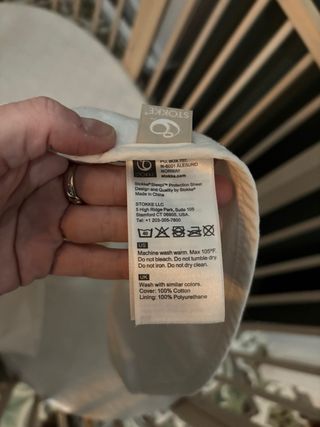 STOKKE®
PO. BOX 707,
N-6001 ÅLESUND
NORWAY
stokke.com
Stokke® Sleepi™ Protection Sheet
Design and Quality by Stokke®
Made in China
STOKKE LLC
5 High Ridge Park, Suite 105
Stamford CT 06905, USA
Tel: +1 203-305-7800
US
Machine wash warm. Max 105°F.
Do not bleach. Do not tumble dry
Do not iron. Do not dry clean.
UK
Wash with similar colors.
Cover: 100% Cotton
Lining: 100% Polyurethane